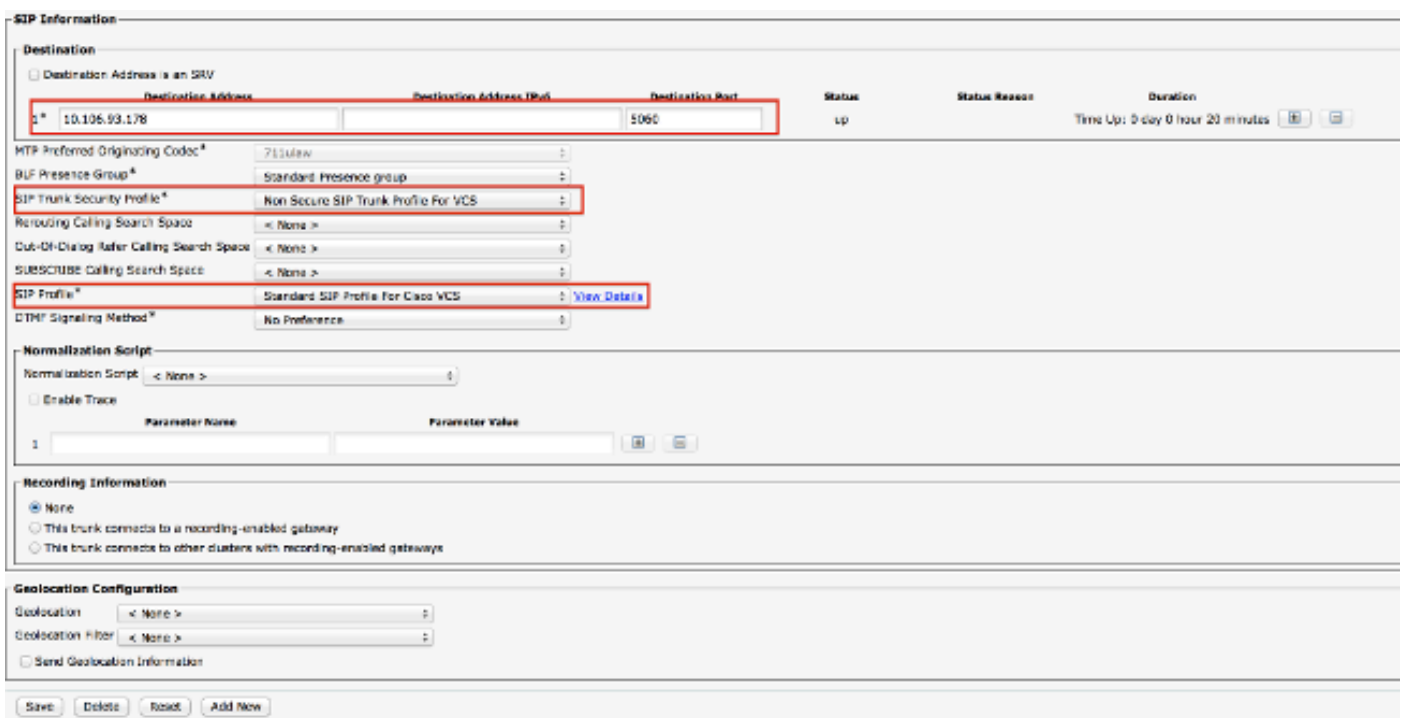 SIP Information
Destination
Destination Address is an SRV
Destination Address Destination Address IPv6 Destination Port Status Status Reason Duration
1* 10.106.93.178 5060 up Time Up: 0 day 0 hour 20 minutes
MTP Preferred Originating Codec* 711ulaw
BLF Presence Group* Standard Presence group
SIP Trunk Security Profile* Non Secure SIP Trunk Profile For VCS
Rerouting Calling Search Space < None >
Out-Of-Dialog Refer Calling Search Space < None >
SUBSCRIBE Calling Search Space < None >
SIP Profile* Standard SIP Profile For Cisco VCS View Details
DTMF Signaling Method* No Preference
Normalization Script
Normalization Script < None >
Enable Trace
Parameter Name Parameter Value
1
Recording Information
None
This trunk connects to a recording-enabled gateway
This trunk connects to other clusters with recording-enabled gateways
Geolocation Configuration
Geolocation < None >
Geolocation Filter < None >
Send Geolocation Information
Save Delete Reset Add New